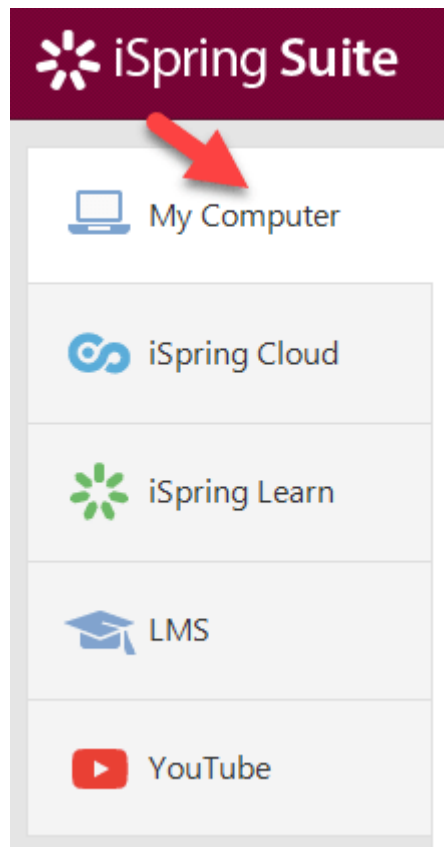 iSpring Suite
My Computer
iSpring Cloud
iSpring Learn
LMS
YouTube